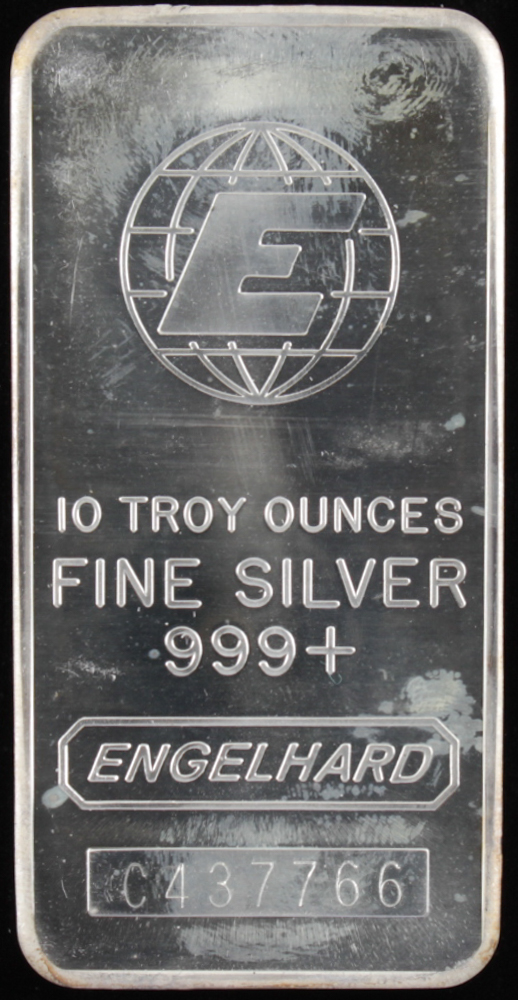 E
10 TROY OUNCES
FINE SILVER
999+
ENGELHARD
C437766